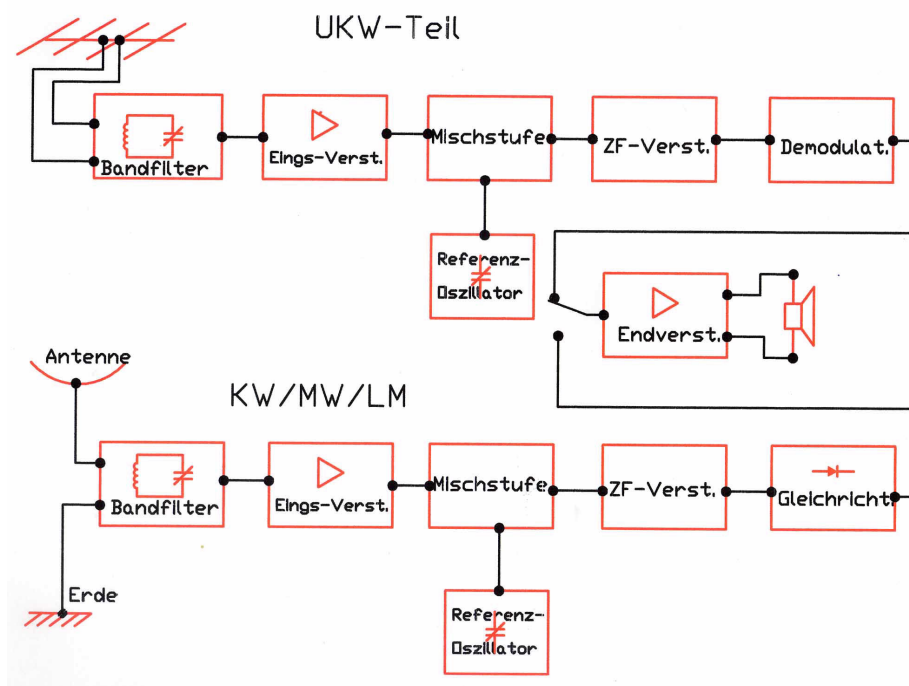 UKW-Teil
Bandfilter
Eings-Verst.
Mischstufe
ZF-Verst.
Demodulat.
Referenz-
Oszillator
Endverst.
Antenne
KW/MW/LM
Bandfilter
Eings-Verst.
Mischstufe
ZF-Verst.
Gleichricht.
Erde
Referenz-
Oszillator